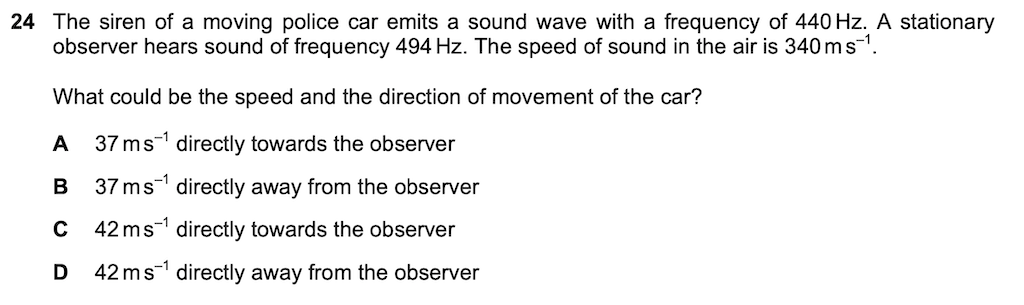 24 The siren of a moving police car emits a sound wave with a frequency of 440 Hz. A stationary
observer hears sound of frequency 494 Hz. The speed of sound in the air is 340 m s⁻¹.
What could be the speed and the direction of movement of the car?
A 37 m s⁻¹ directly towards the observer
B 37 m s⁻¹ directly away from the observer
C 42 m s⁻¹ directly towards the observer
D 42 m s⁻¹ directly away from the observer